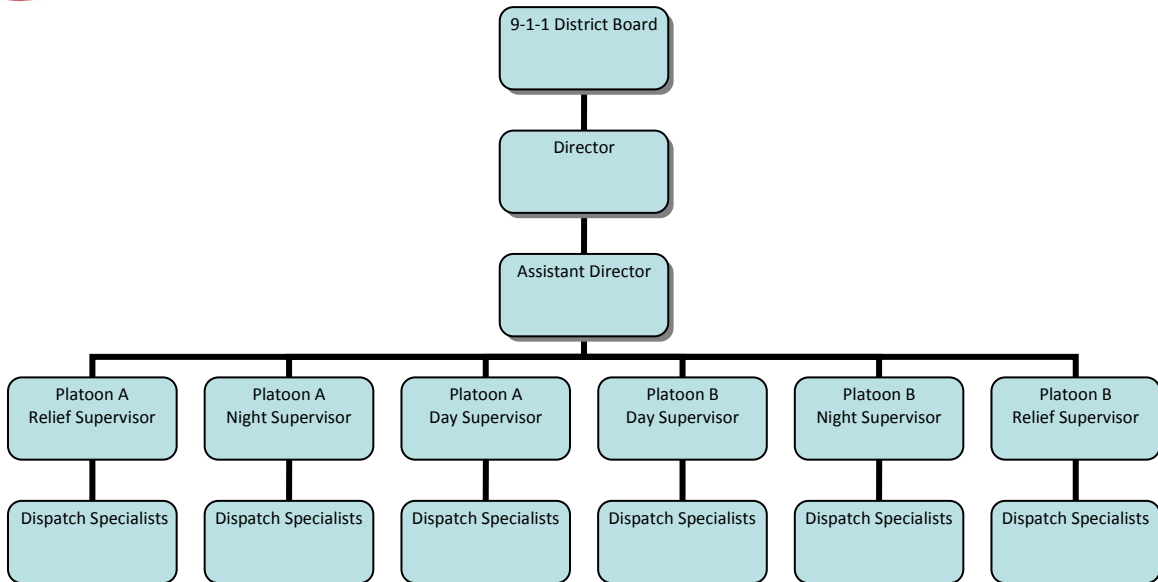 9-1-1 District Board
Director
Assistant Director
Platoon A
Relief Supervisor
Platoon A
Night Supervisor
Platoon A
Day Supervisor
Platoon B
Day Supervisor
Platoon B
Night Supervisor
Platoon B
Relief Supervisor
Dispatch Specialists
Dispatch Specialists
Dispatch Specialists
Dispatch Specialists
Dispatch Specialists
Dispatch Specialists